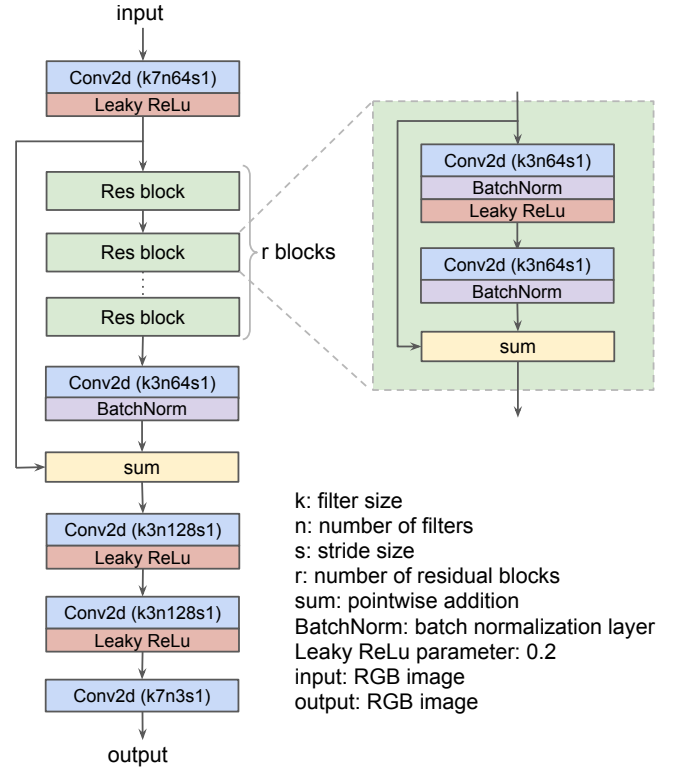 input
Conv2d (k7n64s1)
Leaky ReLu
Res block
Res block
r blocks
Res block
Conv2d (k3n64s1)
BatchNorm
sum
Conv2d (k3n128s1)
Leaky ReLu
Conv2d (k3n128s1)
Leaky ReLu
Conv2d (k7n3s1)
output
Conv2d (k3n64s1)
BatchNorm
Leaky ReLu
Conv2d (k3n64s1)
BatchNorm
sum
k: filter size
n: number of filters
s: stride size
r: number of residual blocks
sum: pointwise addition
BatchNorm: batch normalization layer
Leaky ReLu parameter: 0.2
input: RGB image
output: RGB image